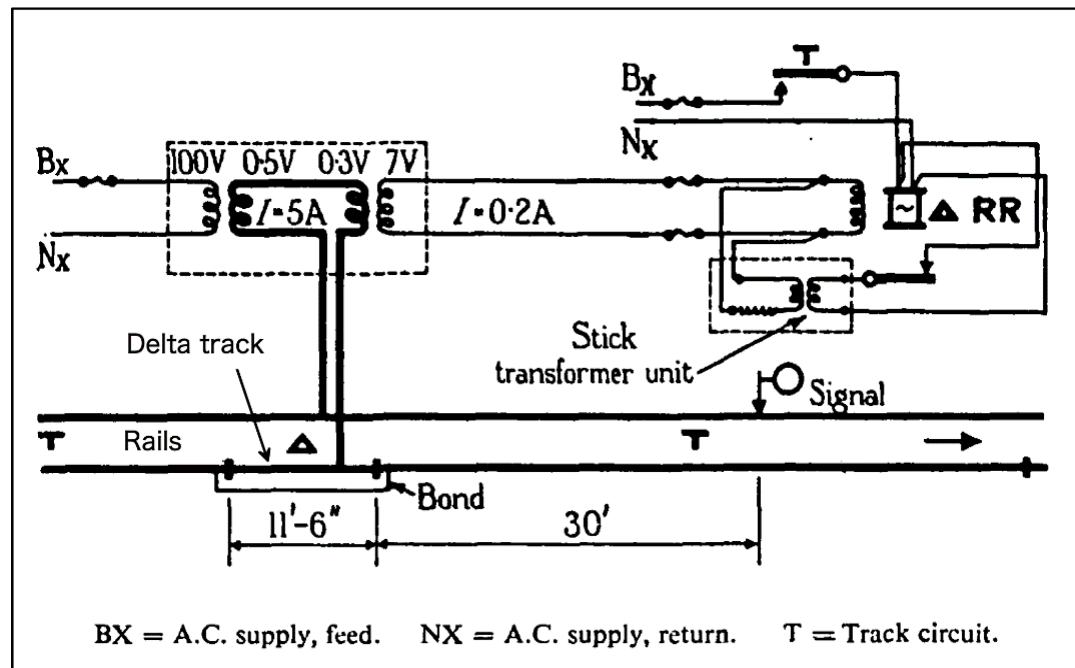 T
BX
NX
100V 0·5V 0·3V 7V
BX
I=5A
I=0·2A
Δ RR
NX
Stick
transformer unit
Delta track
Signal
T
Rails
Δ
T
Bond
11'-6"
30'
BX = A.C. supply, feed. NX = A.C. supply, return. T = Track circuit.